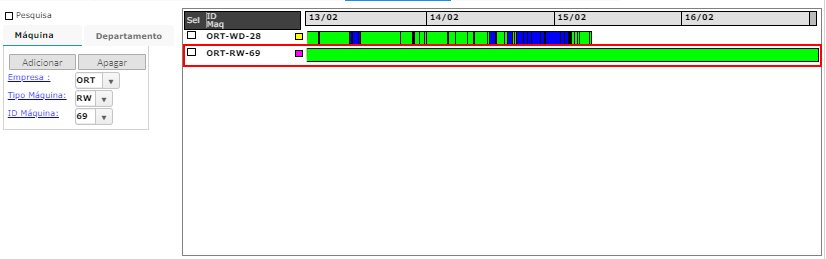 Pesquisa
Máquina
Departamento
Adicionar
Apagar
Empresa :
ORT
Tipo Máquina:
RW
ID Máquina:
69
Sel
ID
Maq
13/02
14/02
15/02
16/02
ORT-WD-28
ORT-RW-69